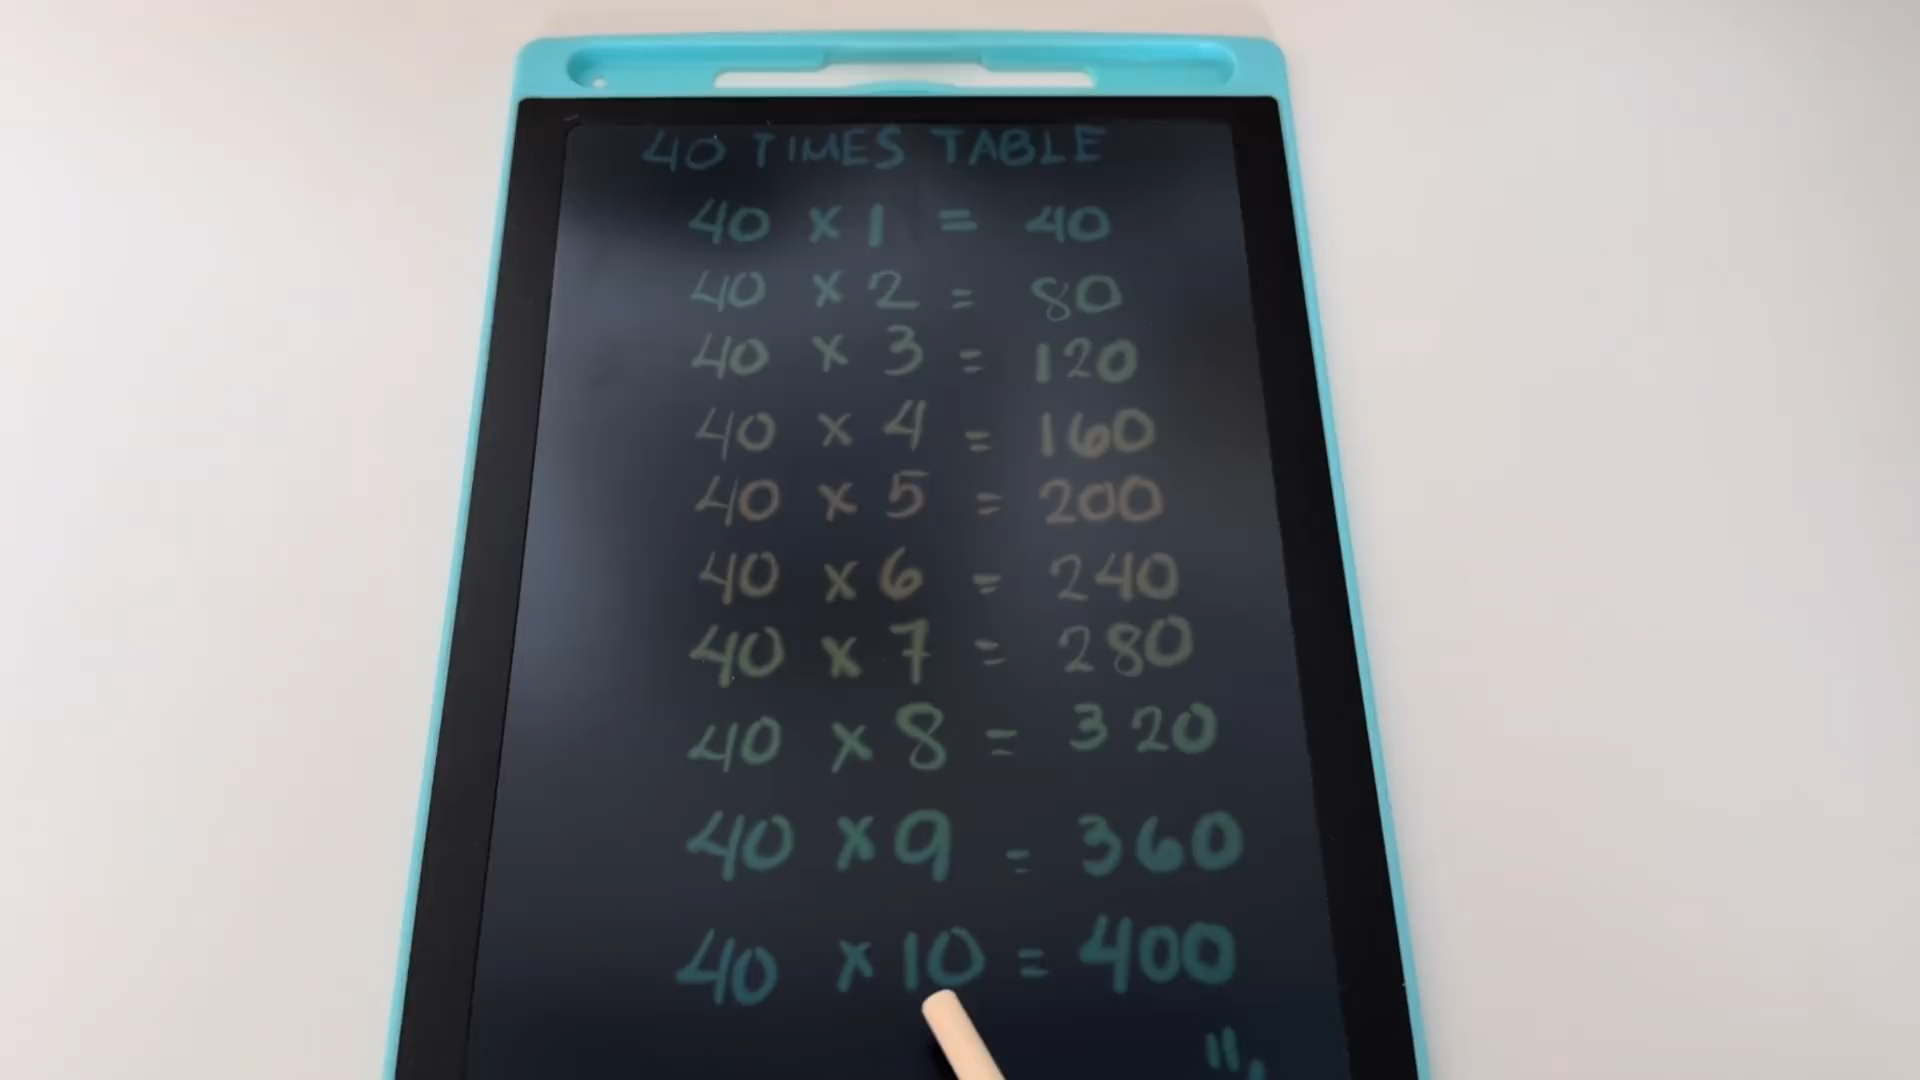 40 TIMES TABLE
40 x 1 = 40
40 x 2 = 80
40 x 3 = 120
40 x 4 = 160
40 x 5 = 200
40 x 6 = 240
40 x 7 = 280
40 x 8 = 320
40 x 9 = 360
40 x 10 = 400